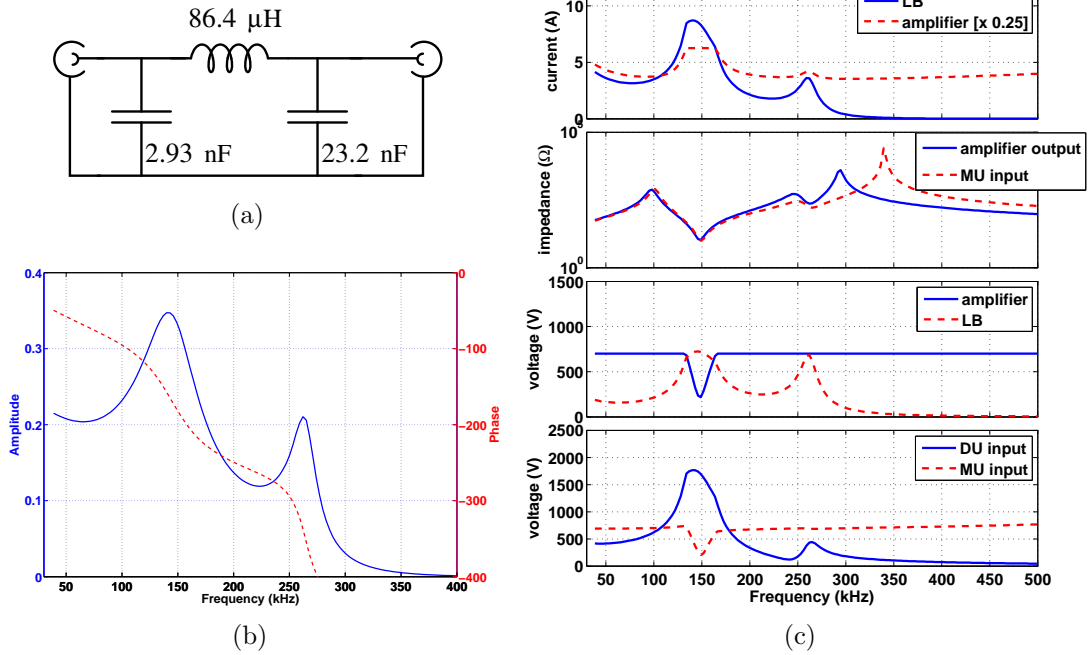 86.4 µH
2.93 nF
23.2 nF
(a)
Amplitude
0.4
0.3
0.2
0.1
0
50
100
150
200
250
300
350
400
Frequency (kHz)
Phase
0
−100
−200
−300
−400
(b)
current (A)
10
5
0
LB
amplifier [x 0.25]
impedance (Ω)
10⁵
10⁰
amplifier output
MU input
voltage (V)
1500
1000
500
0
amplifier
LB
voltage (V)
2500
2000
1500
1000
500
0
DU input
MU input
50
100
150
200
250
300
350
400
450
500
Frequency (kHz)
(c)